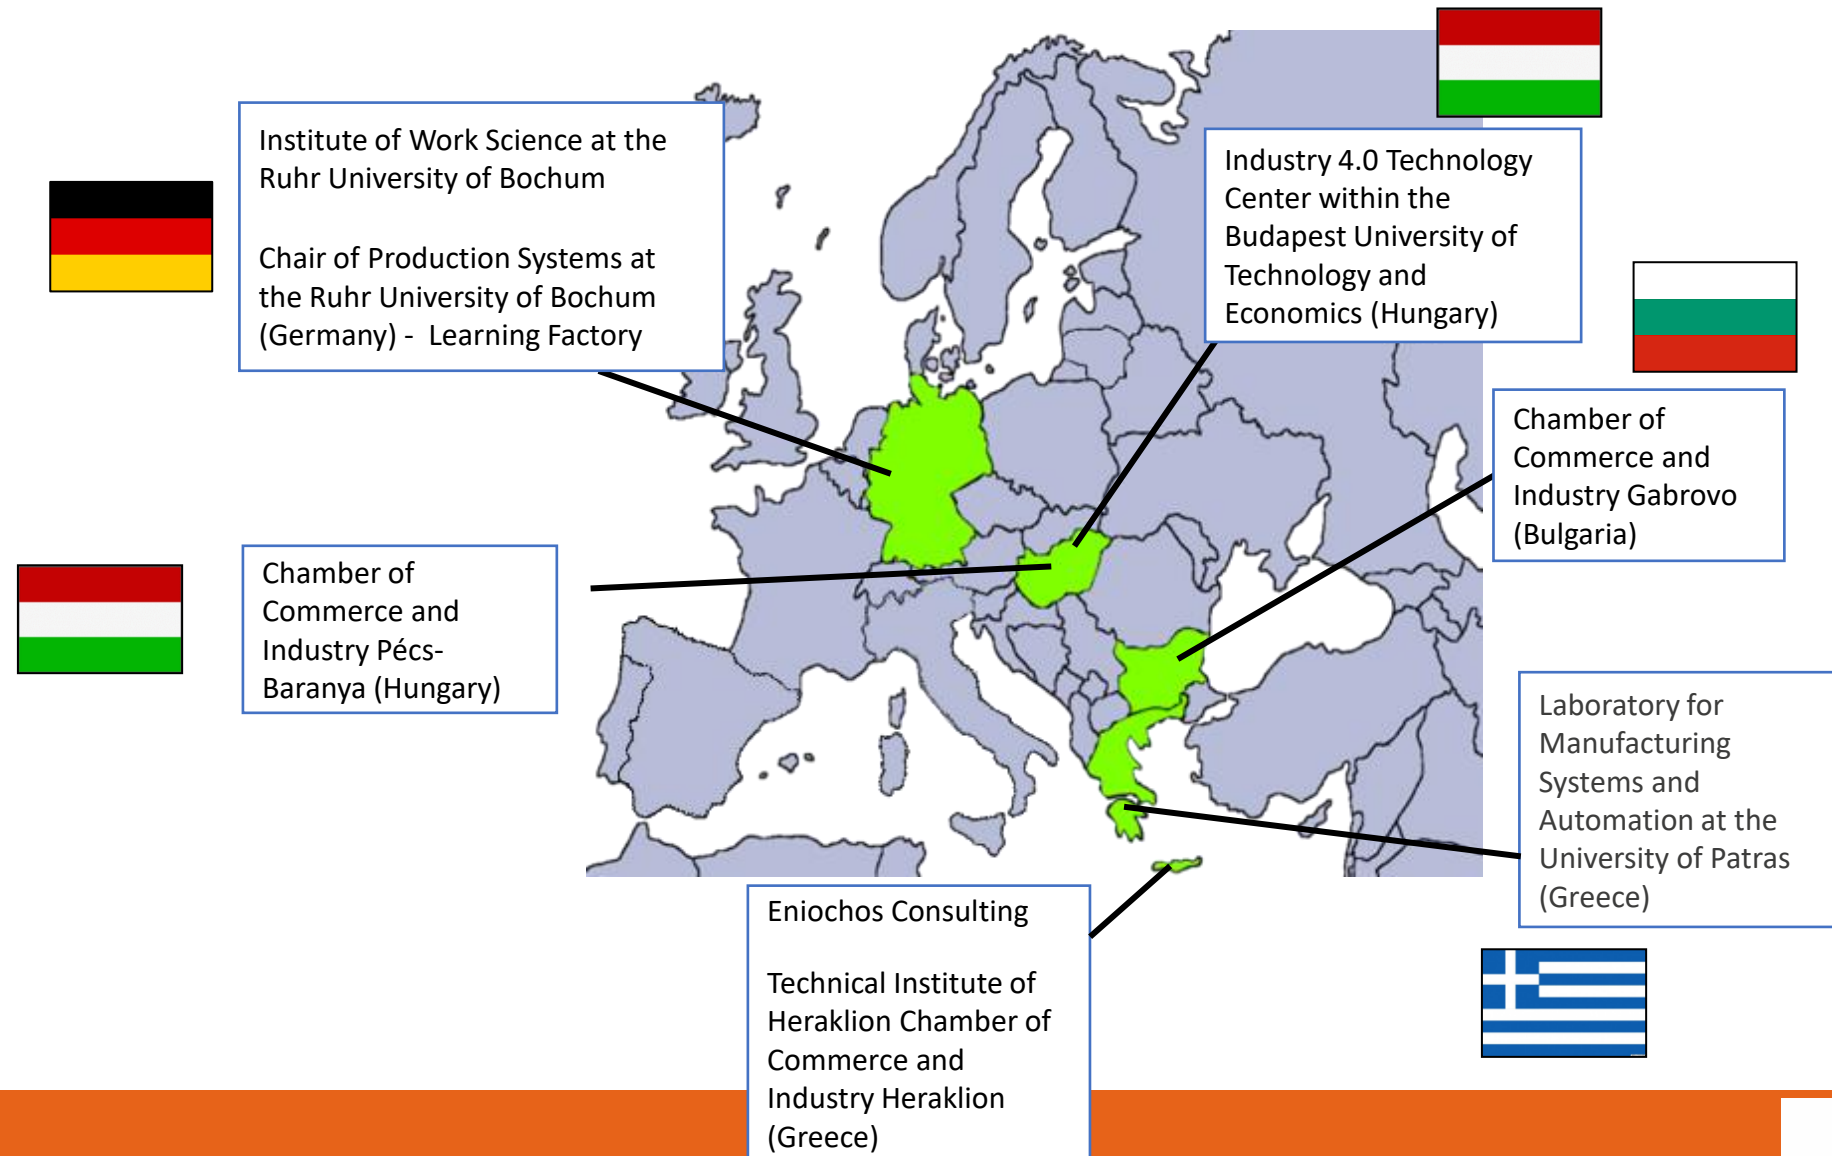 Institute of Work Science at the
Ruhr University of Bochum
Chair of Production Systems at
the Ruhr University of Bochum
(Germany) -  Learning Factory
Industry 4.0 Technology
Center within the
Budapest University of
Technology and
Economics (Hungary)
Chamber of
Commerce and
Industry Gabrovo
(Bulgaria)
Chamber of
Commerce and
Industry Pécs-
Baranya (Hungary)
Laboratory for
Manufacturing
Systems and
Automation at the
University of Patras
(Greece)
Eniochos Consulting
Technical Institute of
Heraklion Chamber of
Commerce and
Industry Heraklion
(Greece)